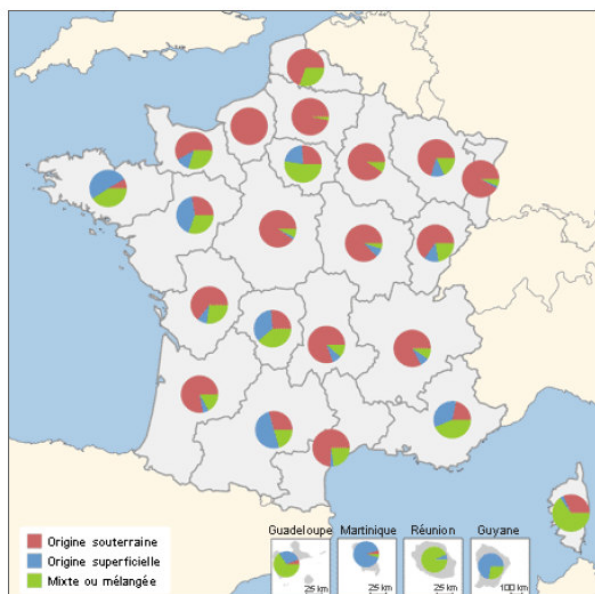 Guadeloupe Martinique Réunion Guyane
Origine souterraine
Origine superficielle
Mixte ou mélangée
25 km 25 km 25 km 100 km